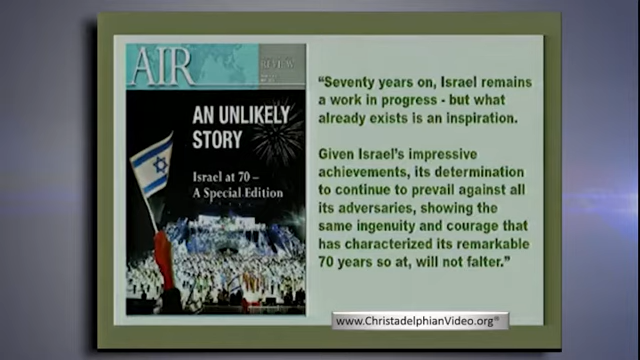 AIR
REVIEW
AN UNLIKELY
STORY
Israel at 70 –
A Special Edition
“Seventy years on, Israel remains
a work in progress - but what
already exists is an inspiration.
Given Israel's impressive
achievements, its determination
to continue to prevail against all
its adversaries, showing the
same ingenuity and courage that
has characterized its remarkable
70 years so at, will not falter.”
www.ChristadelphianVideo.org®